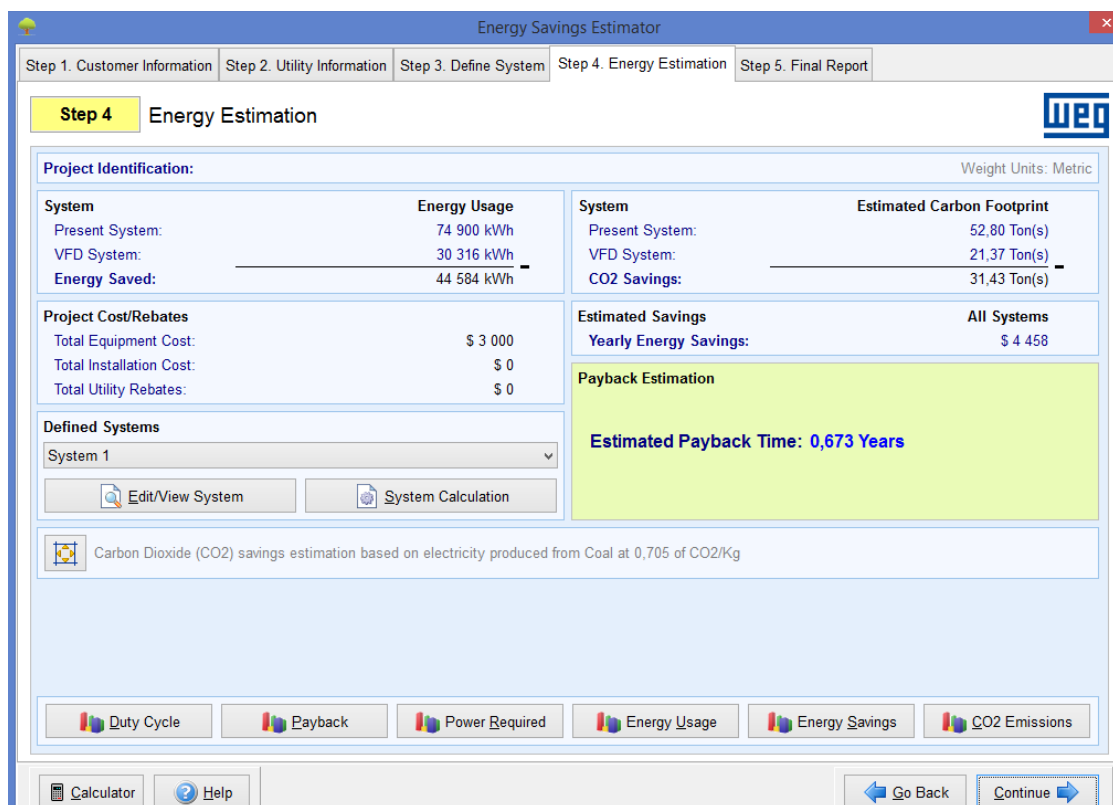 Energy Savings Estimator
Step 1. Customer Information Step 2. Utility Information Step 3. Define System Step 4. Energy Estimation Step 5. Final Report
Step 4 Energy Estimation
WEG
Project Identification: Weight Units: Metric
System Energy Usage
Present System: 74 900 kWh
VFD System: 30 316 kWh
Energy Saved: 44 584 kWh
System Estimated Carbon Footprint
Present System: 52,80 Ton(s)
VFD System: 21,37 Ton(s)
CO2 Savings: 31,43 Ton(s)
Project Cost/Rebates
Total Equipment Cost: $ 3 000
Total Installation Cost: $ 0
Total Utility Rebates: $ 0
Estimated Savings All Systems
Yearly Energy Savings: $ 4 458
Payback Estimation
Estimated Payback Time: 0,673 Years
Defined Systems
System 1
Edit/View System System Calculation
Carbon Dioxide (CO2) savings estimation based on electricity produced from Coal at 0,705 of CO2/Kg
Duty Cycle Payback Power Required Energy Usage Energy Savings CO2 Emissions
Calculator Help Go Back Continue